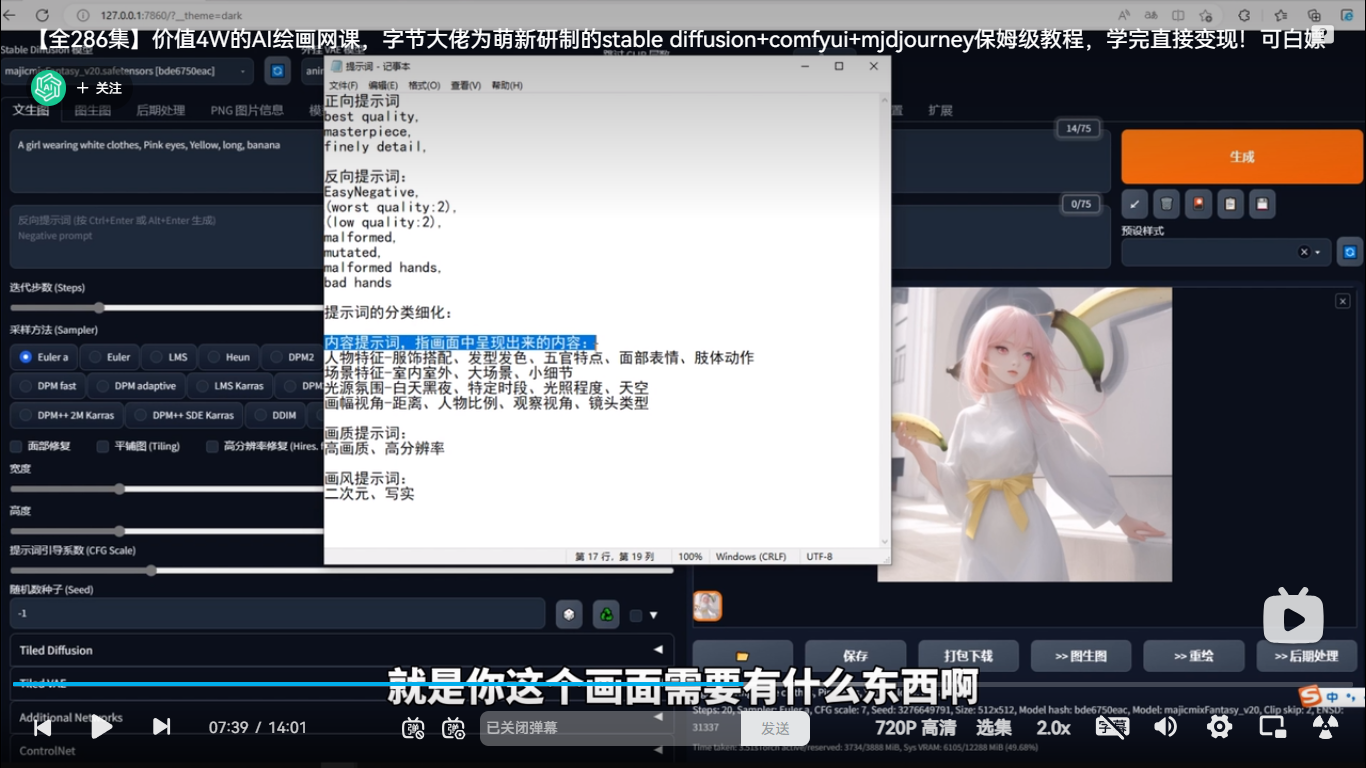 127.0.0.1:7860/?__theme=dark
【全286集】价值4W的AI绘画网课，字节大佬为萌新研制的stable diffusion+comfyui+mjdjourney保姆级教程，学完直接变现！可白嫖
Stable Diffusion 模型
majicmixFantasy_v20.safetensors [bde6750ac]
+ 关注
文生图 图生图 后期处理 PNG 图片信息
扩展
A girl wearing white clothes, Pink eyes, Yellow, long, banana
14/75
反向提示词 (按 Ctrl+Enter 或 Alt+Enter 生成)
Negative prompt
0/75
生成
预设样式
提示词 - 记事本
文件(F) 编辑(E) 格式(O) 查看(V) 帮助(H)
正向提示词
best quality,
masterpiece,
finely detail,
反向提示词：
EasyNegative,
(worst quality:2),
(low quality:2),
malformed,
mutated,
malformed hands,
bad hands
提示词的分类细化：
内容提示词，指画面中呈现出来的内容：
人物特征-服饰搭配、发型发色、五官特点、面部表情、肢体动作
场景特征-室内室外、大场景、小细节
光源氛围-白天黑夜、特定时段、光照程度、天空
画幅视角-距离、人物比例、观察视角、镜头类型
画质提示词：
高画质、高分辨率
画风提示词：
二次元、写实
第 17 行，第 19 列 100% Windows (CRLF) UTF-8
迭代步数 (Steps)
采样方法 (Sampler)
Euler a Euler LMS Heun DPM2
DPM fast DPM adaptive LMS Karras
DPM++ 2M Karras DPM++ SDE Karras DDIM
面部修复 平铺图 (Tiling) 高分辨率修复 (Hires.
宽度
高度
提示词引导系数 (CFG Scale)
随机数种子 (Seed)
-1
Tiled Diffusion
Tiled VAE
Additional Networks
ControlNet
保存 打包下载 >> 图生图 >> 重绘 >> 后期处理
就是你这个画面需要有什么东西啊
Steps: 20, Sampler: Euler a, CFG scale: 7, Seed: 3276649791, Size: 512x512, Model hash: bde6750eac, Model: majicmixFantasy_v20, Clip skip: 2, ENSD:
31337
Time taken: 3.51s Torch active/reserved: 3734/3888 MiB, Sys VRAM: 6105/12288 MiB (49.68%)
07:39 / 14:01
已关闭弹幕
发送
720P 高清 选集 2.0x
中